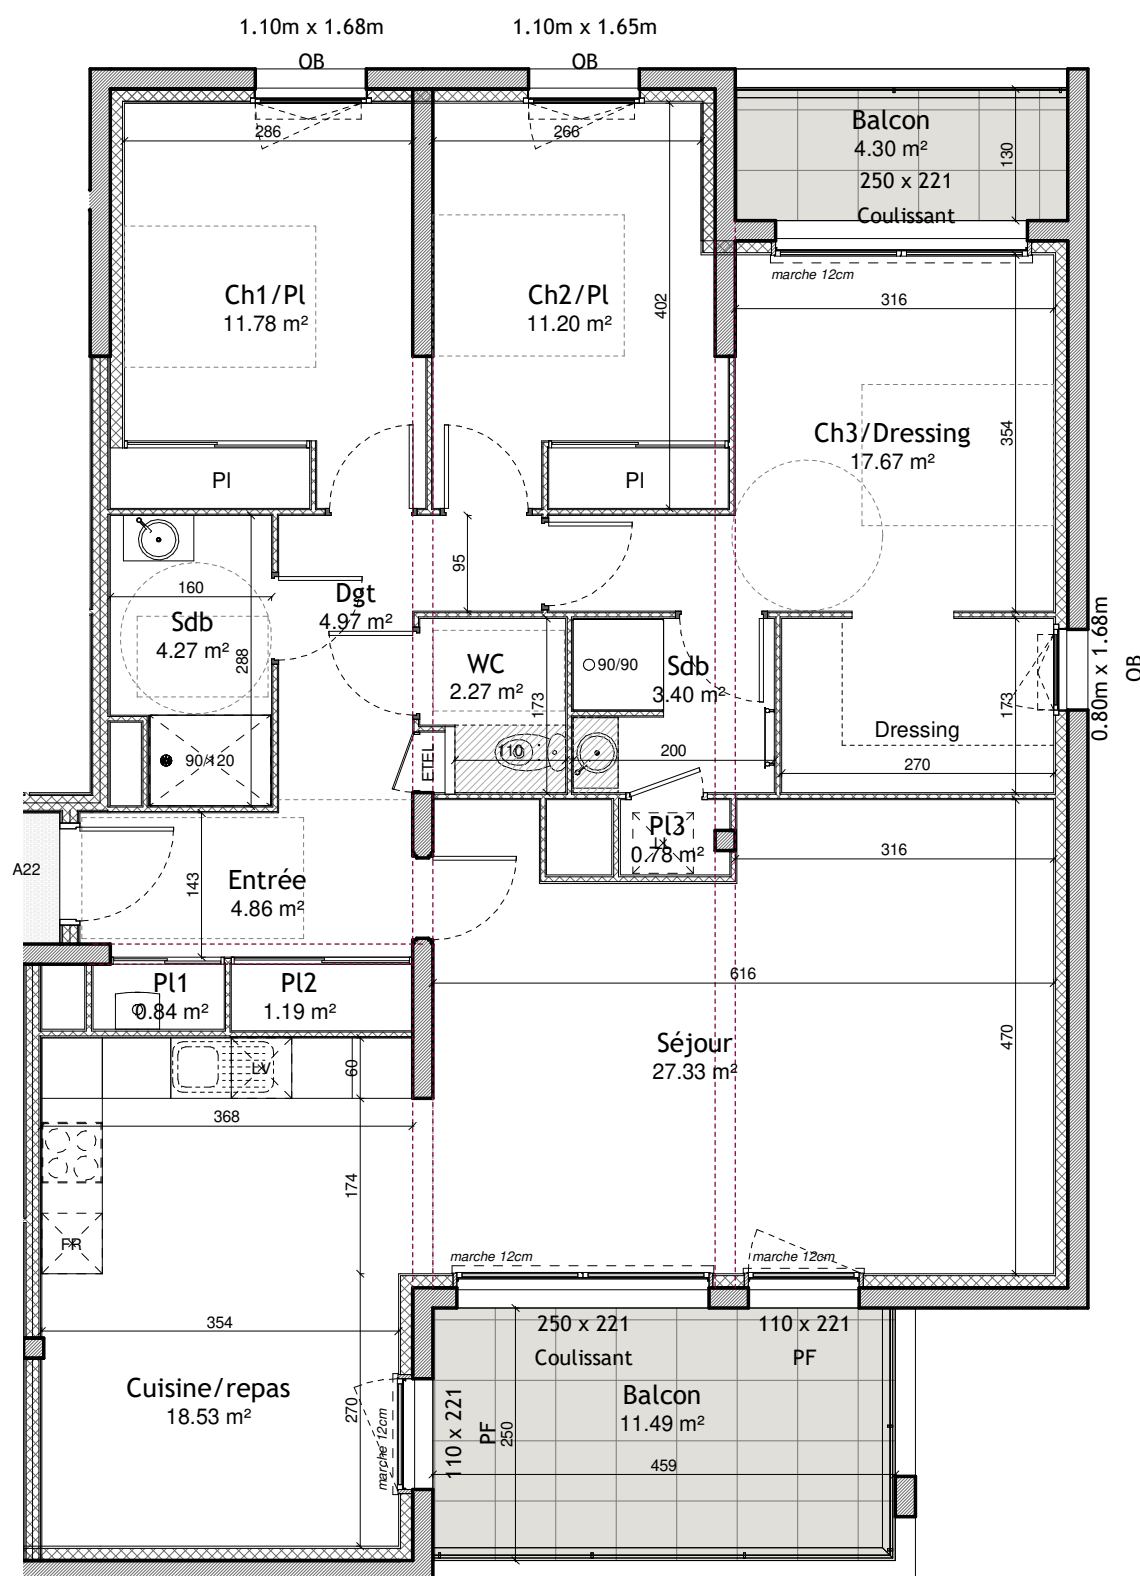 1.10m x 1.68m
1.10m x 1.65m
OB
OB
286
266
Balcon
4.30 m²
130
250 x 221
Coulissant
marche 12cm
316
Ch1/Pl
11.78 m²
Ch2/Pl
11.20 m²
402
Ch3/Dressing
17.67 m²
354
Pl
Pl
95
160
Sdb
4.27 m²
288
Dgt
4.97 m²
WC
2.27 m²
173
90/90
Sdb
3.40 m²
0.80m x 1.68m
OB
173
Dressing
270
90/120
ETEL
110
200
Pl3
0.78 m²
LL
316
A22
143
Entrée
4.86 m²
616
Pl1
0.84 m²
Pl2
1.19 m²
Séjour
27.33 m²
470
LV
60
368
174
FR
marche 12cm
marche 12cm
354
250 x 221
Coulissant
110 x 221
PF
Cuisine/repas
18.53 m²
270
marche 12cm
110 x 221
PF
250
Balcon
11.49 m²
459